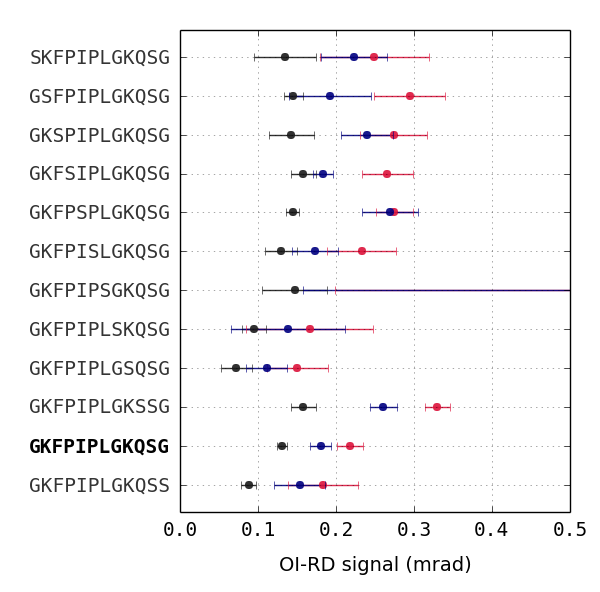 SKFPIPLGKQSG
GSFPIPLGKQSG
GKSPIPLGKQSG
GKFSIPLGKQSG
GKFPSPLGKQSG
GKFPISLGKQSG
GKFPIPSGKQSG
GKFPIPLSKQSG
GKFPIPLGSQSG
GKFPIPLGKSSG
GKFPIPLGKQSG
GKFPIPLGKQSS
0.0 0.1 0.2 0.3 0.4 0.5
OI-RD signal (mrad)